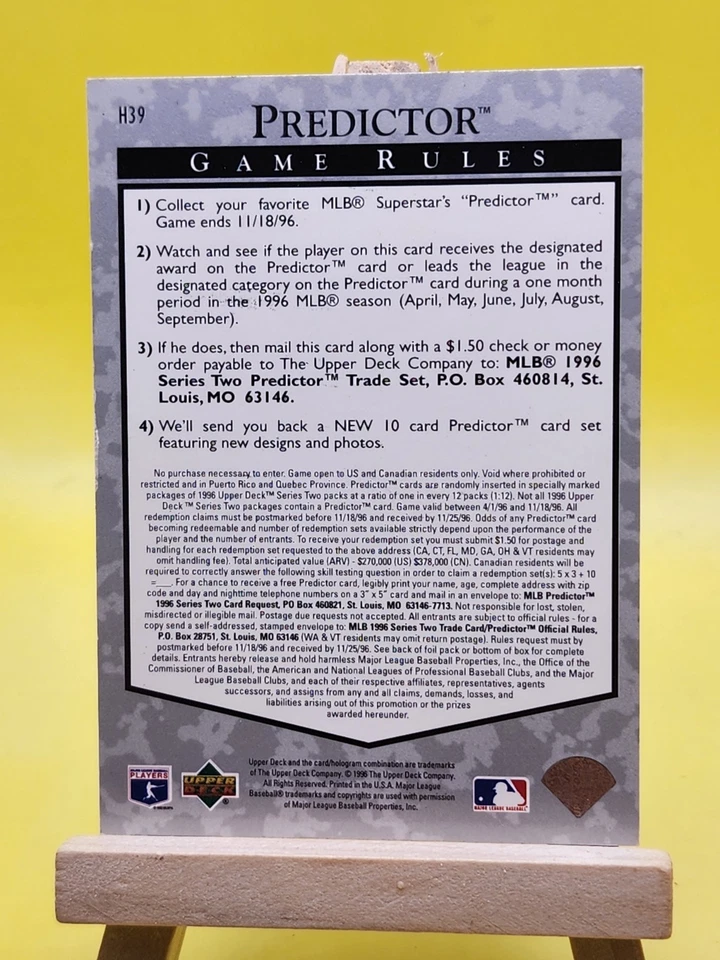 H39
PREDICTOR™
GAME RULES
1) Collect your favorite MLB® Superstar's "Predictor™" card.
Game ends 11/18/96.
2) Watch and see if the player on this card receives the designated
award on the Predictor™ card or leads the league in the
designated category on the Predictor™ card during a one month
period in the 1996 MLB® season (April, May, June, July, August,
September).
3) If he does, then mail this card along with a $1.50 check or money
order payable to The Upper Deck Company to: MLB® 1996
Series Two Predictor™ Trade Set, P.O. Box 460814, St.
Louis, MO 63146.
4) We'll send you back a NEW 10 card Predictor™ card set
featuring new designs and photos.
No purchase necessary to enter. Game open to US and Canadian residents only. Void where prohibited or
restricted and in Puerto Rico and Quebec Province. Predictor™ cards are randomly inserted in specially marked
packages of 1996 Upper Deck™ Series Two packs at a ratio of one in every 12 packs (1:12). Not all 1996 Upper
Deck™ Series Two packages contain a Predictor™ card. Game valid between 4/1/96 and 11/18/96. All
redemption claims must be postmarked before 11/18/96 and received by 11/25/96. Odds of any Predictor™ card
becoming redeemable and number of redemption sets available strictly depend upon the performance of the
player and the number of entrants. To receive your redemption set you must submit $1.50 for postage and
handling for each redemption set requested to the above address (CA, CT, FL, MD, GA, OH & VT residents may
omit handling fee). Total anticipated value (ARV) - $270,000 (US) $378,000 (CN). Canadian residents will be
required to correctly answer the following skill testing question in order to claim a redemption set(s): 5 x 3 + 10
=___. For a chance to receive a free Predictor card, legibly print your name, age, complete address with zip
code and day and nighttime telephone numbers on a 3" x 5" card and mail in an envelope to: MLB Predictor™
1996 Series Two Card Request, PO Box 460821, St. Louis, MO 63146-7713. Not responsible for lost, stolen,
misdirected or illegible mail. Postage due requests not accepted. All entrants are subject to official rules - for a
copy send a self-addressed, stamped envelope to: MLB 1996 Series Two Trade Card/Predictor™ Official Rules,
P.O. Box 28751, St. Louis, MO 63146 (WA & VT residents may omit return postage). Rules request must by
postmarked before 11/18/96 and received by 11/25/96. See back of foil pack or bottom of box for complete
details. Entrants hereby release and hold harmless Major League Baseball Properties, Inc., the Office of the
Commissioner of Baseball, the American and National Leagues of Professional Baseball Clubs, and the Major
League Baseball Clubs, and each of their respective affiliates, representatives, agents
successors, and assigns from any and all claims, demands, losses, and
liabilities arising out of this promotion or the prizes
awarded hereunder.
PLAYERS
UPPER
DECK
®
Upper Deck and the card/hologram combination are trademarks
of The Upper Deck Company. © 1996 The Upper Deck Company.
All Rights Reserved. Printed in the U.S.A. Major League
Baseball® trademarks and copyrights are used with permission
of Major League Baseball Properties, Inc.
MAJOR LEAGUE BASEBALL